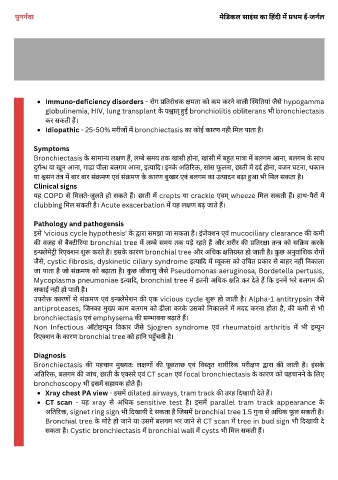 पुनर्नवा
मेडिकल साइंस का हिंदी में प्रथम ई-जर्नल
• Immuno-deficiency disorders - रोग प्रतिरोधक क्षमता को कम करने वाली स्थितियां जैसे hypogamma
globulinemia, HIV, lung transplant के पश्चात् हुई bronchiolitis obliterans भी bronchiectasis
कर सकती हैं।
• Idiopathic - 25-50% मरीजों में bronchiectasis का कोई कारण नहीं मिल पाता है।
Symptoms
Bronchiectasis के सामान्य लक्षण हैं, लम्बे समय तक खांसी होना, खांसी में बहुत मात्रा में बलगम आना, बलगम के साथ
दुर्गन्ध या खून आना, गाढ़ा पीला बलगम आना, इत्यादि। इनके अतिरिक्त, सांस फूलना, छाती में दर्द होना, वजन घटना, थकान
या श्वसन तंत्र में बार बार संक्रमण एवं संक्रमण के कारण बुखार एवं बलगम का उत्पादन बढ़ा हुआ भी मिल सकता है।
Clinical signs
यह COPD से मिलते-जुलते हो सकते हैं। छाती में crepts या crackle एवम् wheeze मिल सकती हैं। हाथ-पैरों में
clubbing मिल सकती है। Acute exacerbation में यह लक्षण बढ़ जाते हैं।
Pathology and pathogenesis
इसे 'vicious cycle hypothesis' के द्वारा समझा जा सकता है। इंफेक्शन एवं mucociliary clearance की कमी
की वजह से बैक्टीरिया bronchial tree में लम्बे समय तक पड़े रहते हैं और शरीर की प्रतिरक्षा तन्त्र को सक्रिय करके
इन्फ्लेमेट्री रिएक्शन शुरू करते है। इसके कारण bronchial tree और अधिक क्षतिग्रस्त हो जाती है। कुछ अनुवांशिक रोगों
जैसे, cystic fibrosis, dyskinetic ciliary syndrome इत्यादि में म्यूकस को उचित प्रकार से बाहर नहीं निकाला
जा पाता है जो संक्रमण को बढ़ाता है। कुछ जीवाणु जैसे Pseudomonas aeruginosa, Bordetella pertusis,
Mycoplasma pneumoniae इत्यादि, bronchial tree में इतनी अधिक क्षति कर देते हैं कि इनमें भरे बलगम की
सफाई नहीं हो पाती है।
उपरोक्त कारणों से संक्रमण एवं इन्फ्लेमेशन की एक vicious cycle शुरू हो जाती है। Alpha-1 antitrypsin जैसे
antiproteases, जिनका मुख्य काम बलगम को ढीला करके उसको निकालने में मदद करना होता है, की कमी से भी
bronchiectasis एवं emphysema की सम्भावना बढ़ाते हैं।
Non Infectious ऑटोइम्यून विकार जैसे Sjogren syndrome एवं rheumatoid arthritis में भी इम्यून
रिएक्शन के कारण bronchial tree को हानि पहुँचती है।
Diagnosis
Bronchiectasis की पहचान मुख्यतः लक्षणों की पूछताछ एवं विस्तृत शारीरिक परीक्षण द्वारा की जाती है। इसके
अतिरिक्त, बलगम की जांच, छाती के एक्सरे एवं CT scan एवं focal bronchiectasis के कारण को पहचानने के लिए
bronchoscopy भी इसमें सहायक होते हैं।
• Xray chest PA view - इसमें dilated airways, tram track की तरह दिखायी देते हैं।
• CT scan - यह xray से अधिक sensitive test है। इसमें parallel tram track appearance के
अतिरिक्त, signet ring sign भी दिखायी दे सकता है जिसमें bronchial tree 1.5 गुना से अधिक फूल सकती है।
Bronchial tree के मोटे हो जाने या उसमें बलगम भर जाने से CT scan में tree in bud sign भी दिखायी दे
सकता है। Cystic bronchiectasis में bronchial wall में cysts भी मिल सकती हैं।